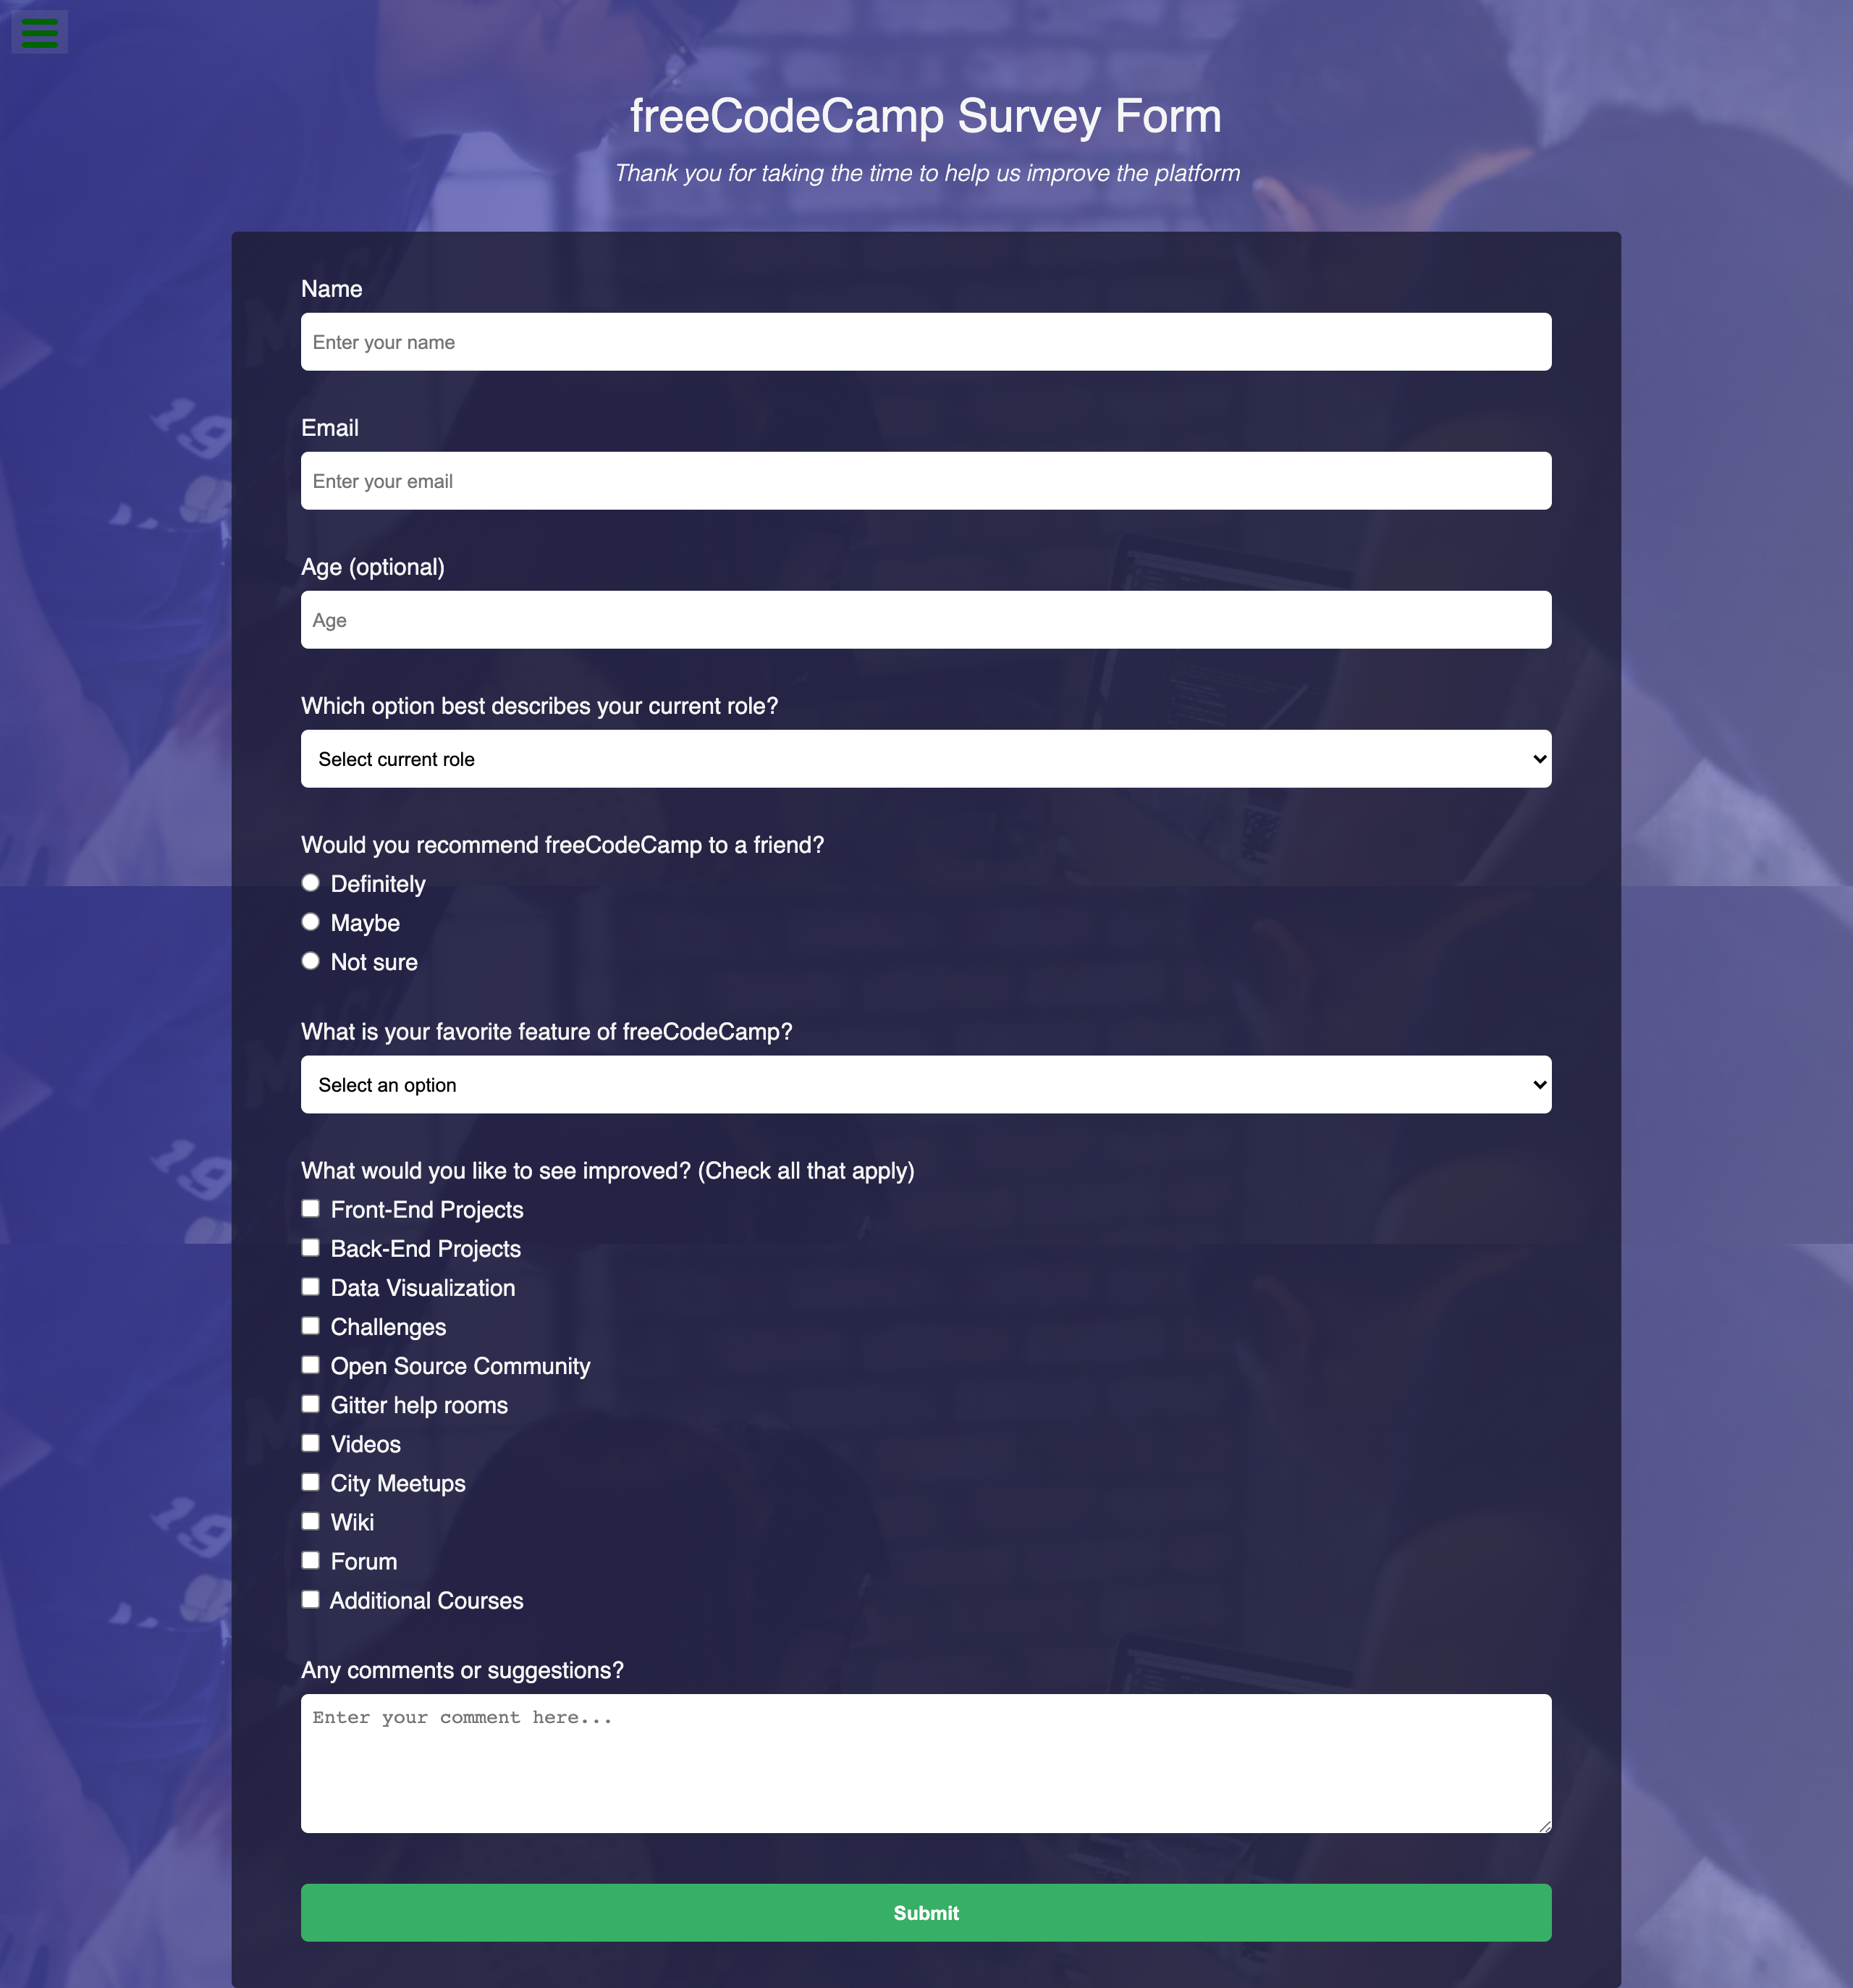 freeCodeCamp Survey Form
Thank you for taking the time to help us improve the platform
Name
Enter your name
Email
Enter your email
Age (optional)
Age
Which option best describes your current role?
Select current role
Would you recommend freeCodeCamp to a friend?
Definitely
Maybe
Not sure
What is your favorite feature of freeCodeCamp?
Select an option
What would you like to see improved? (Check all that apply)
Front-End Projects
Back-End Projects
Data Visualization
Challenges
Open Source Community
Gitter help rooms
Videos
City Meetups
Wiki
Forum
Additional Courses
Any comments or suggestions?
Enter your comment here...
Submit